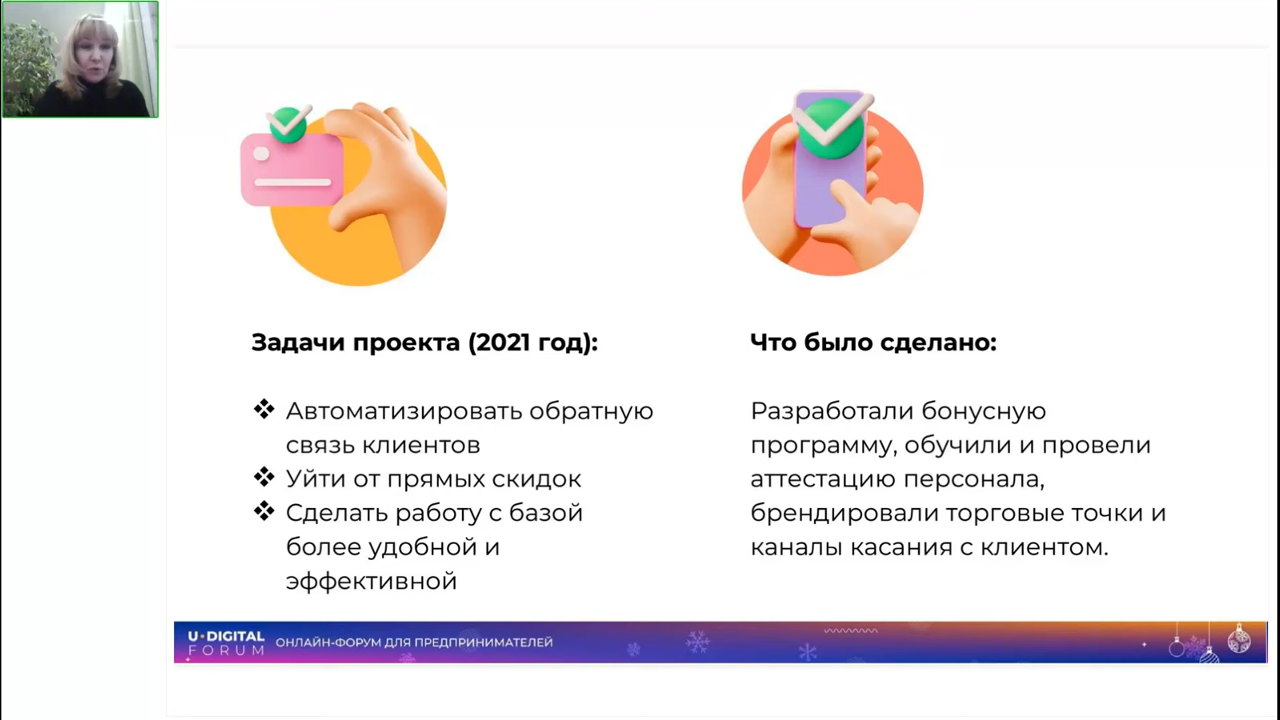 Задачи проекта (2021 год):
❖ Автоматизировать обратную
связь клиентов
❖ Уйти от прямых скидок
❖ Сделать работу с базой
более удобной и
эффективной
Что было сделано:
Разработали бонусную
программу, обучили и провели
аттестацию персонала,
брендировали торговые точки и
каналы касания с клиентом.
U•DIGITAL
FORUM
ОНЛАЙН-ФОРУМ ДЛЯ ПРЕДПРИНИМАТЕЛЕЙ